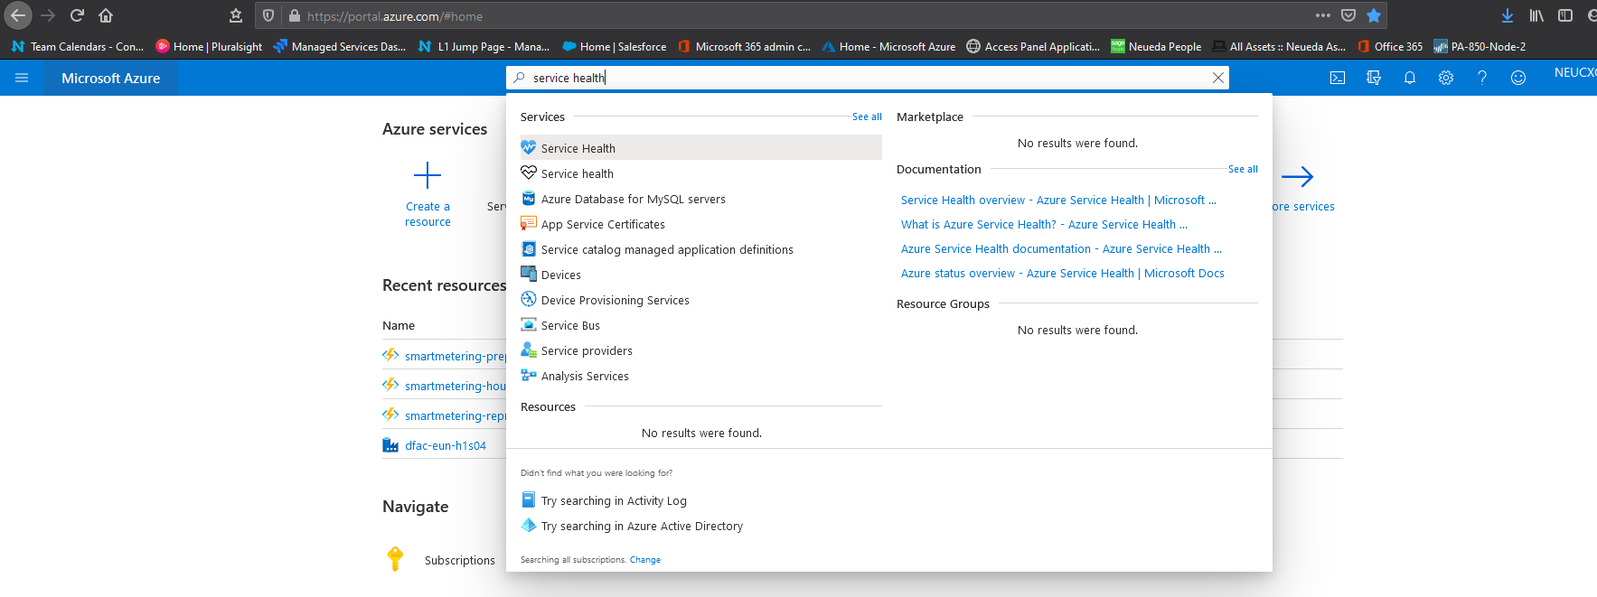 https://portal.azure.com/#home
Team Calendars - Con...
Home | Pluralsight
Managed Services Das...
L1 Jump Page - Mana...
Home | Salesforce
Microsoft 365 admin c...
Home - Microsoft Azure
Access Panel Applicati...
Neueda People
All Assets :: Neueda As...
Office 365
PA-850-Node-2
Microsoft Azure
service health
NEUCX
Azure services
Create a
resource
Ser
ore services
Recent resources
Name
smartmetering-prep
smartmetering-hou
smartmetering-repr
dfac-eun-h1s04
Navigate
Subscriptions
Services
See all
Service Health
Service health
Azure Database for MySQL servers
App Service Certificates
Service catalog managed application definitions
Devices
Device Provisioning Services
Service Bus
Service providers
Analysis Services
Resources
No results were found.
Marketplace
No results were found.
Documentation
See all
Service Health overview - Azure Service Health | Microsoft ...
What is Azure Service Health? - Azure Service Health ...
Azure Service Health documentation - Azure Service Health ...
Azure status overview - Azure Service Health | Microsoft Docs
Resource Groups
No results were found.
Didn't find what you were looking for?
Try searching in Activity Log
Try searching in Azure Active Directory
Searching all subscriptions. Change